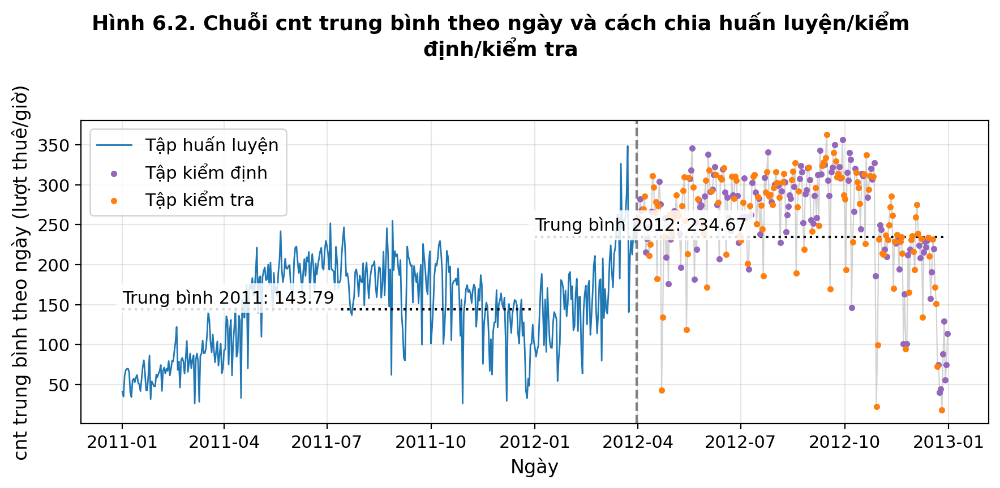 Hình 6.2. Chuỗi cnt trung bình theo ngày và cách chia huấn luyện/kiểm
định/kiểm tra
cnt trung bình theo ngày (lượt thuê/giờ)
350
300
250
200
150
100
50
Tập huấn luyện
Tập kiểm định
Tập kiểm tra
Trung bình 2011: 143.79
Trung bình 2012: 234.67
2011-01
2011-04
2011-07
2011-10
2012-01
2012-04
2012-07
2012-10
2013-01
Ngày